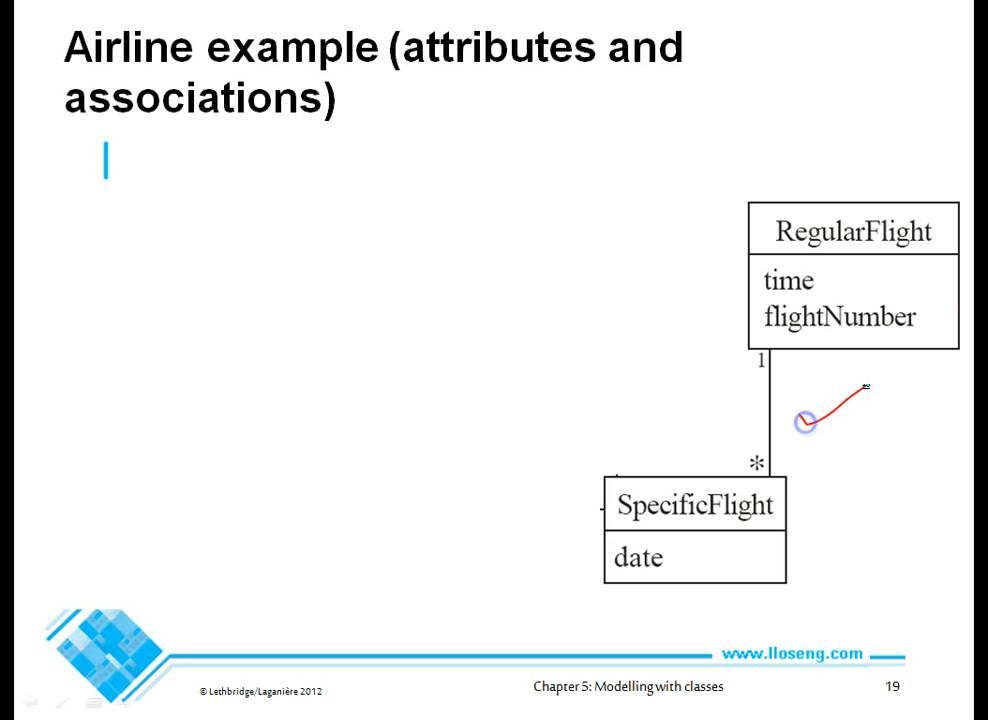 Airline example (attributes and
associations)
RegularFlight
time
flightNumber
1
*
SpecificFlight
date
www.lloseng.com
© Lethbridge/Laganière 2012
Chapter 5: Modelling with classes
19